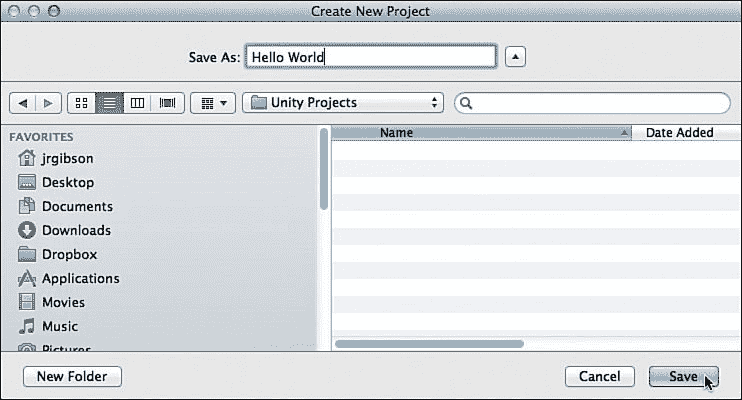 Create New Project
Save As: Hello World
Unity Projects
FAVORITES
Name
Date Added
jrgibson
Desktop
Documents
Downloads
Dropbox
Applications
Movies
Music
Pictures
New Folder
Cancel
Save